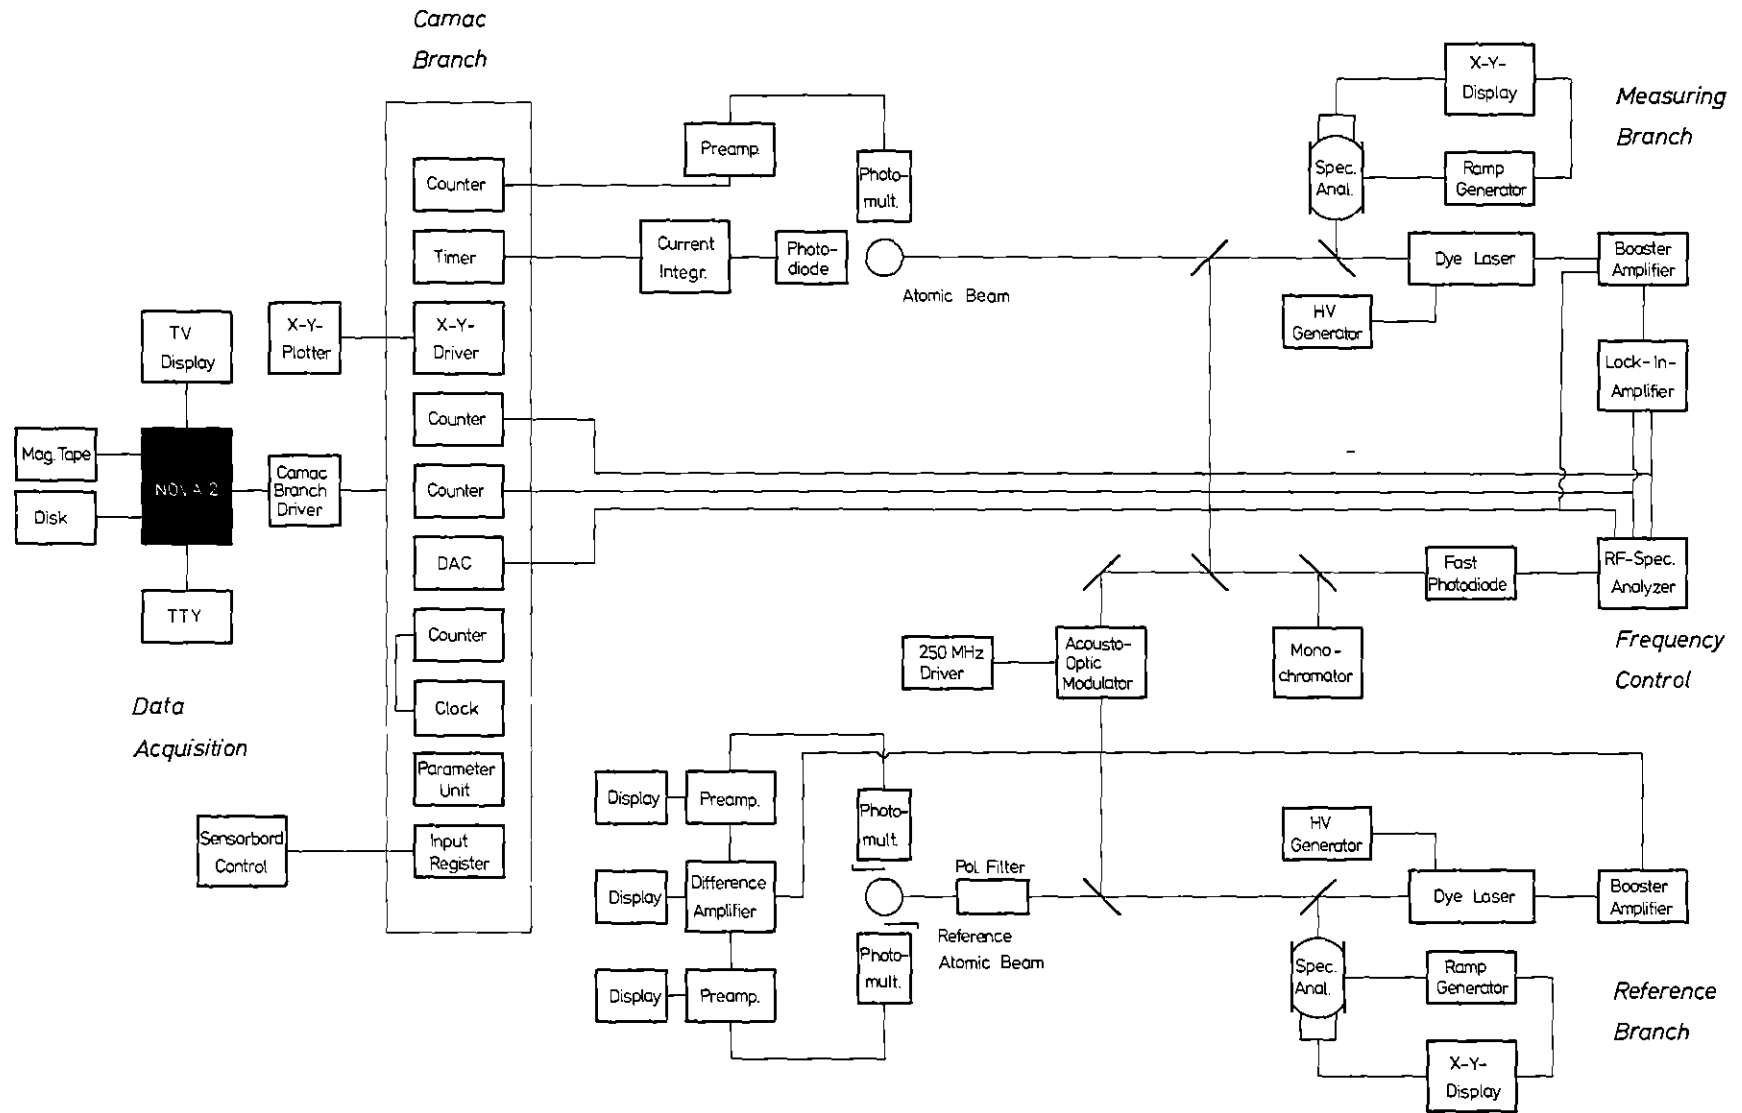 Camac
Branch
Measuring
Branch
X-Y-
Display
Spec.
Anal.
Ramp
Generator
Preamp.
Photo-
mult.
Counter
Timer
Current
Integr.
Photo-
diode
Atomic Beam
Dye Laser
Booster
Amplifier
HV
Generator
Lock-In-
Amplifier
TV
Display
X-Y-
Plotter
X-Y-
Driver
Counter
Mag. Tape
NOVA 2
Camac
Branch
Driver
Counter
Disk
DAC
Fast
Photodiode
RF-Spec.
Analyzer
TTY
Counter
250 MHz
Driver
Acousto-
Optic
Modulator
Mono-
chromator
Frequency
Control
Clock
Data
Acquisition
Parameter
Unit
Sensorbord
Control
Input
Register
Display
Preamp.
Photo-
mult.
HV
Generator
Display
Difference
Amplifier
Pol. Filter
Dye Laser
Booster
Amplifier
Reference
Atomic Beam
Photo-
mult.
Display
Preamp.
Spec.
Anal.
Ramp
Generator
X-Y-
Display
Reference
Branch